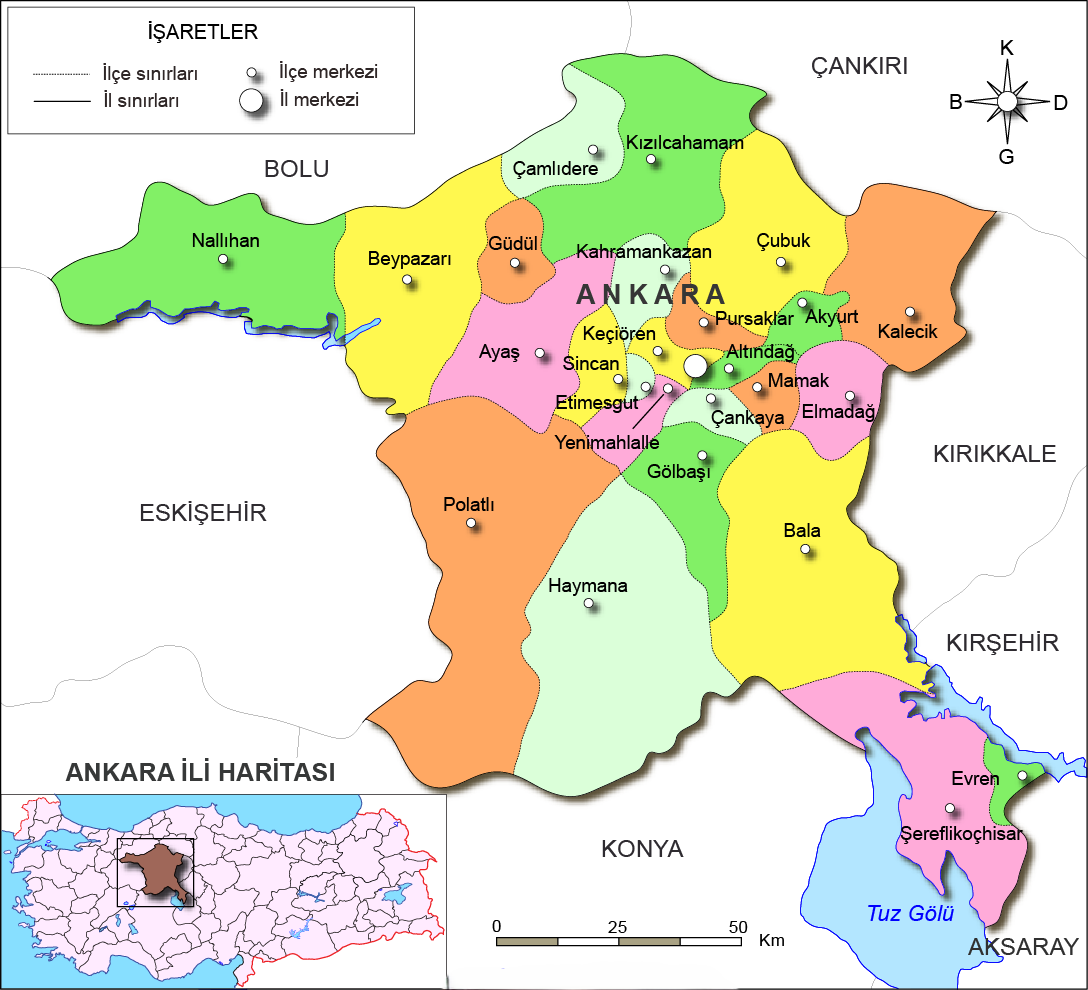 İŞARETLER
İlçe sınırları
İlçe merkezi
İl sınırları
İl merkezi
K
B
D
G
ÇANKIRI
BOLU
Kızılcahamam
Çamlıdere
Nallıhan
Güdül
Çubuk
Beypazarı
Kahramankazan
ANKARA
Pursaklar
Akyurt
Kalecik
Keçiören
Ayaş
Altındağ
Sincan
Mamak
Etimesgut
Elmadağ
Çankaya
Yenimahlalle
Gölbaşı
KIRIKKALE
Polatlı
ESKİŞEHİR
Bala
Haymana
KIRŞEHİR
ANKARA İLİ HARİTASI
Evren
Şereflikoçhisar
KONYA
Tuz Gölü
0 25 50
Km
AKSARAY